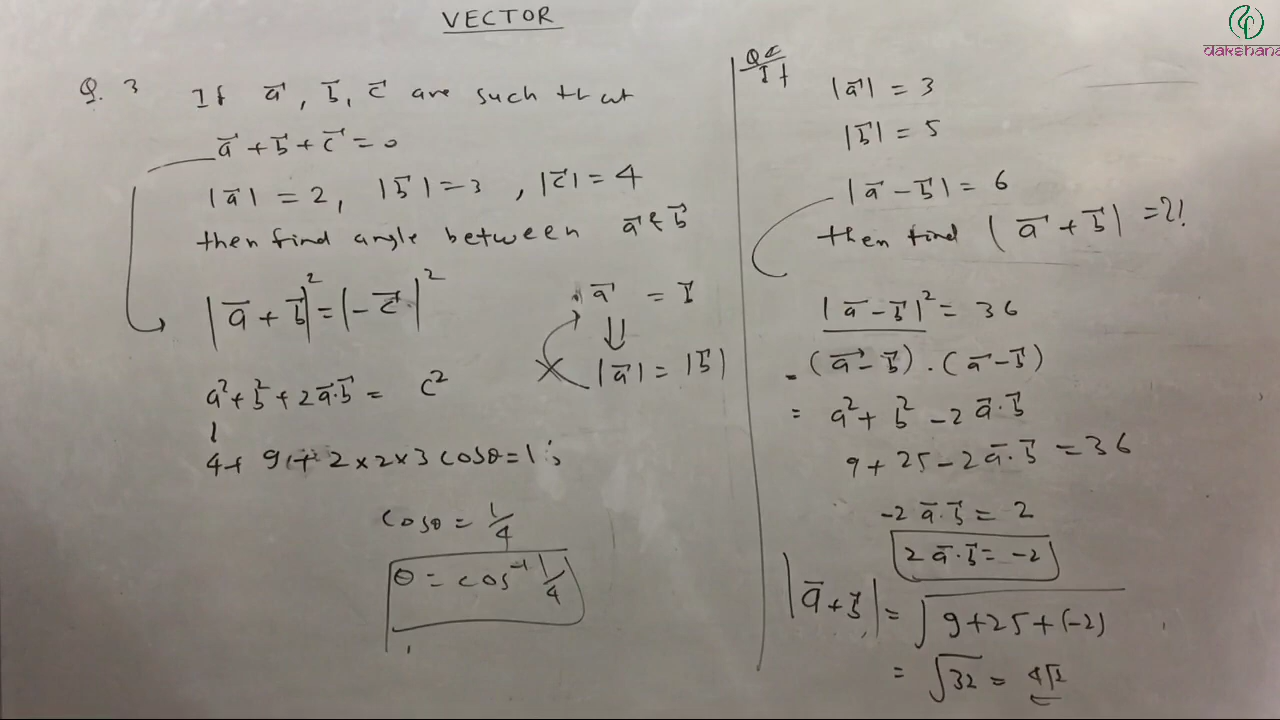 VECTOR
dakshana
Q. 3 If a⃗, b⃗, c⃗ are such that
a⃗ + b⃗ + c⃗ = 0
|a⃗| = 2, |b⃗| = 3, |c⃗| = 4
then find angle between a⃗ & b⃗
|a⃗ + b⃗|² = |-c⃗|²
a⃗ = b⃗
⇓
|a⃗| = |b⃗|
a² + b² + 2a⃗.b⃗ = c²
4 + 9 + 2×2×3 cosθ = 16
cosθ = 1/4
θ = cos⁻¹ 1/4
If
|a⃗| = 3
|b⃗| = 5
|a⃗ - b⃗| = 6
then find |a⃗ + b⃗| = ?!
|a⃗ - b⃗|² = 36
= (a⃗ - b⃗) . (a⃗ - b⃗)
= a² + b² - 2 a⃗.b⃗
9 + 25 - 2 a⃗.b⃗ = 36
-2 a⃗.b⃗ = 2
2 a⃗.b⃗ = -2
|a⃗ + b⃗| = √9+25+(-2)
= √32 = 4√2